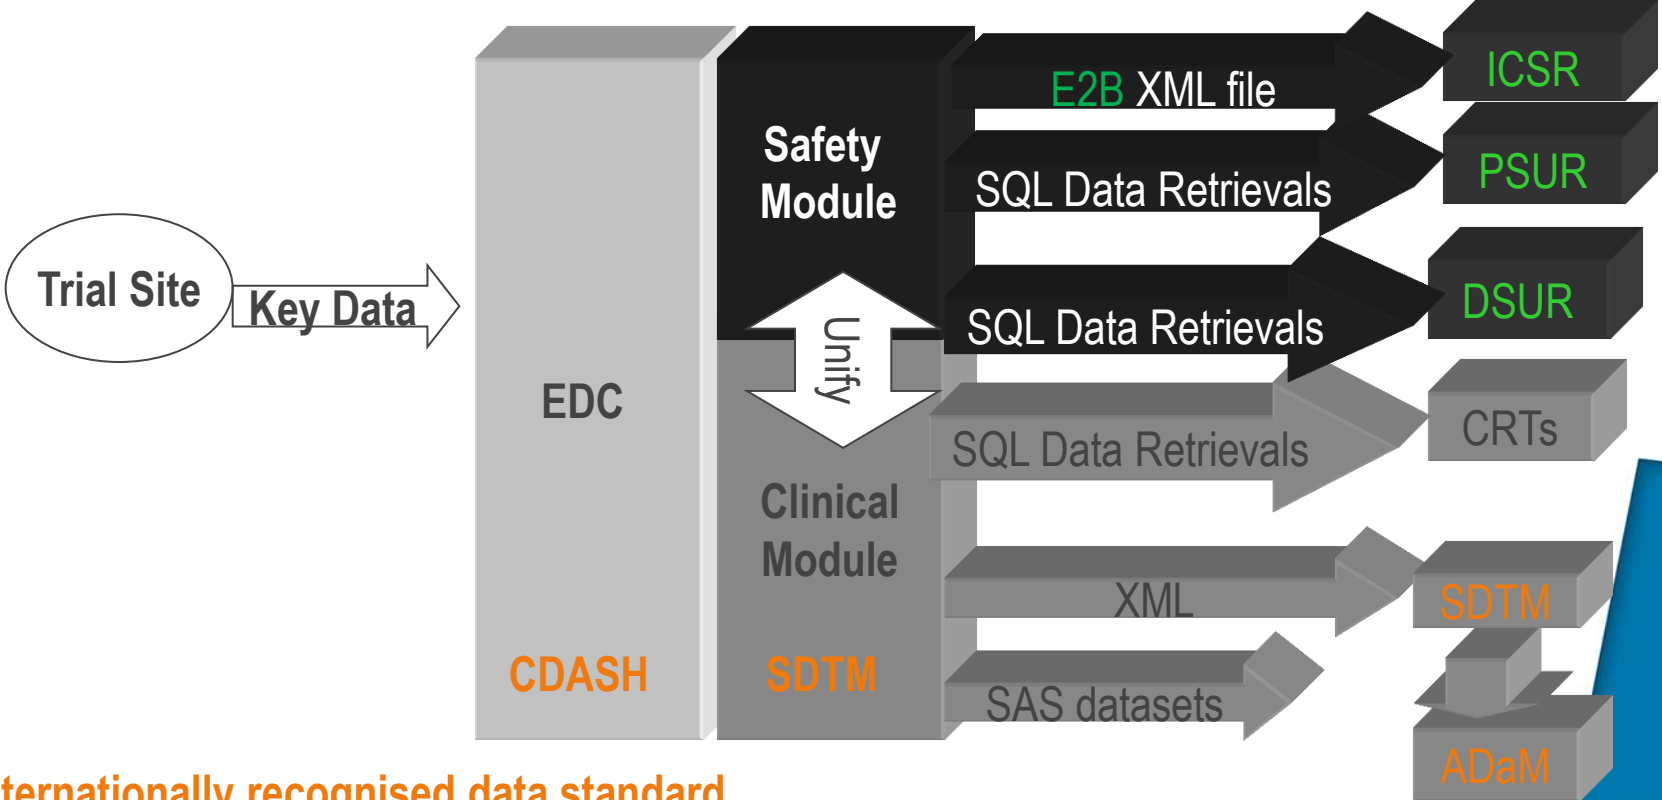 Trial Site
Key Data
EDC
CDASH
Safety
Module
Unify
Clinical
Module
SDTM
E2B XML file
ICSR
SQL Data Retrievals
PSUR
SQL Data Retrievals
DSUR
SQL Data Retrievals
CRTs
XML
SDTM
SAS datasets
ADaM
recognised data standard